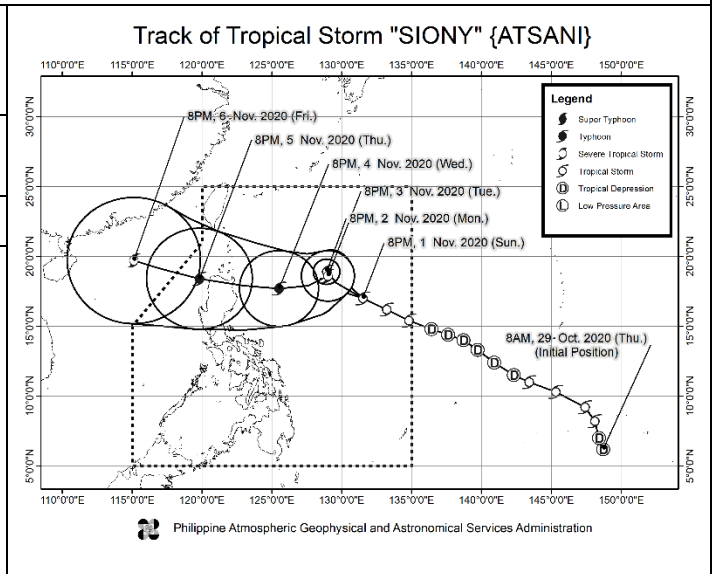 Track of Tropical Storm "SIONY" {ATSANI}
110°0'0"E 115°0'0"E 120°0'0"E 125°0'0"E 130°0'0"E 135°0'0"E 140°0'0"E 145°0'0"E 150°0'0"E
30°0'0"N
25°0'0"N
20°0'0"N
15°0'0"N
10°0'0"N
5°0'0"N
8PM, 6 Nov. 2020 (Fri.)
8PM, 5 Nov. 2020 (Thu.)
8PM, 4 Nov. 2020 (Wed.)
8PM, 3 Nov. 2020 (Tue.)
8PM, 2 Nov. 2020 (Mon.)
8PM, 1 Nov. 2020 (Sun.)
Legend
Super Typhoon
Typhoon
Severe Tropical Storm
Tropical Storm
D Tropical Depression
L Low Pressure Area
30°0'0"N
25°0'0"N
20°0'0"N
15°0'0"N
10°0'0"N
5°0'0"N
8AM, 29 Oct. 2020 (Thu.)
(Initial Position)
D D D D D D D
D
D
110°0'0"E 115°0'0"E 120°0'0"E 125°0'0"E 130°0'0"E 135°0'0"E 140°0'0"E 145°0'0"E 150°0'0"E
Philippine Atmospheric Geophysical and Astronomical Services Administration